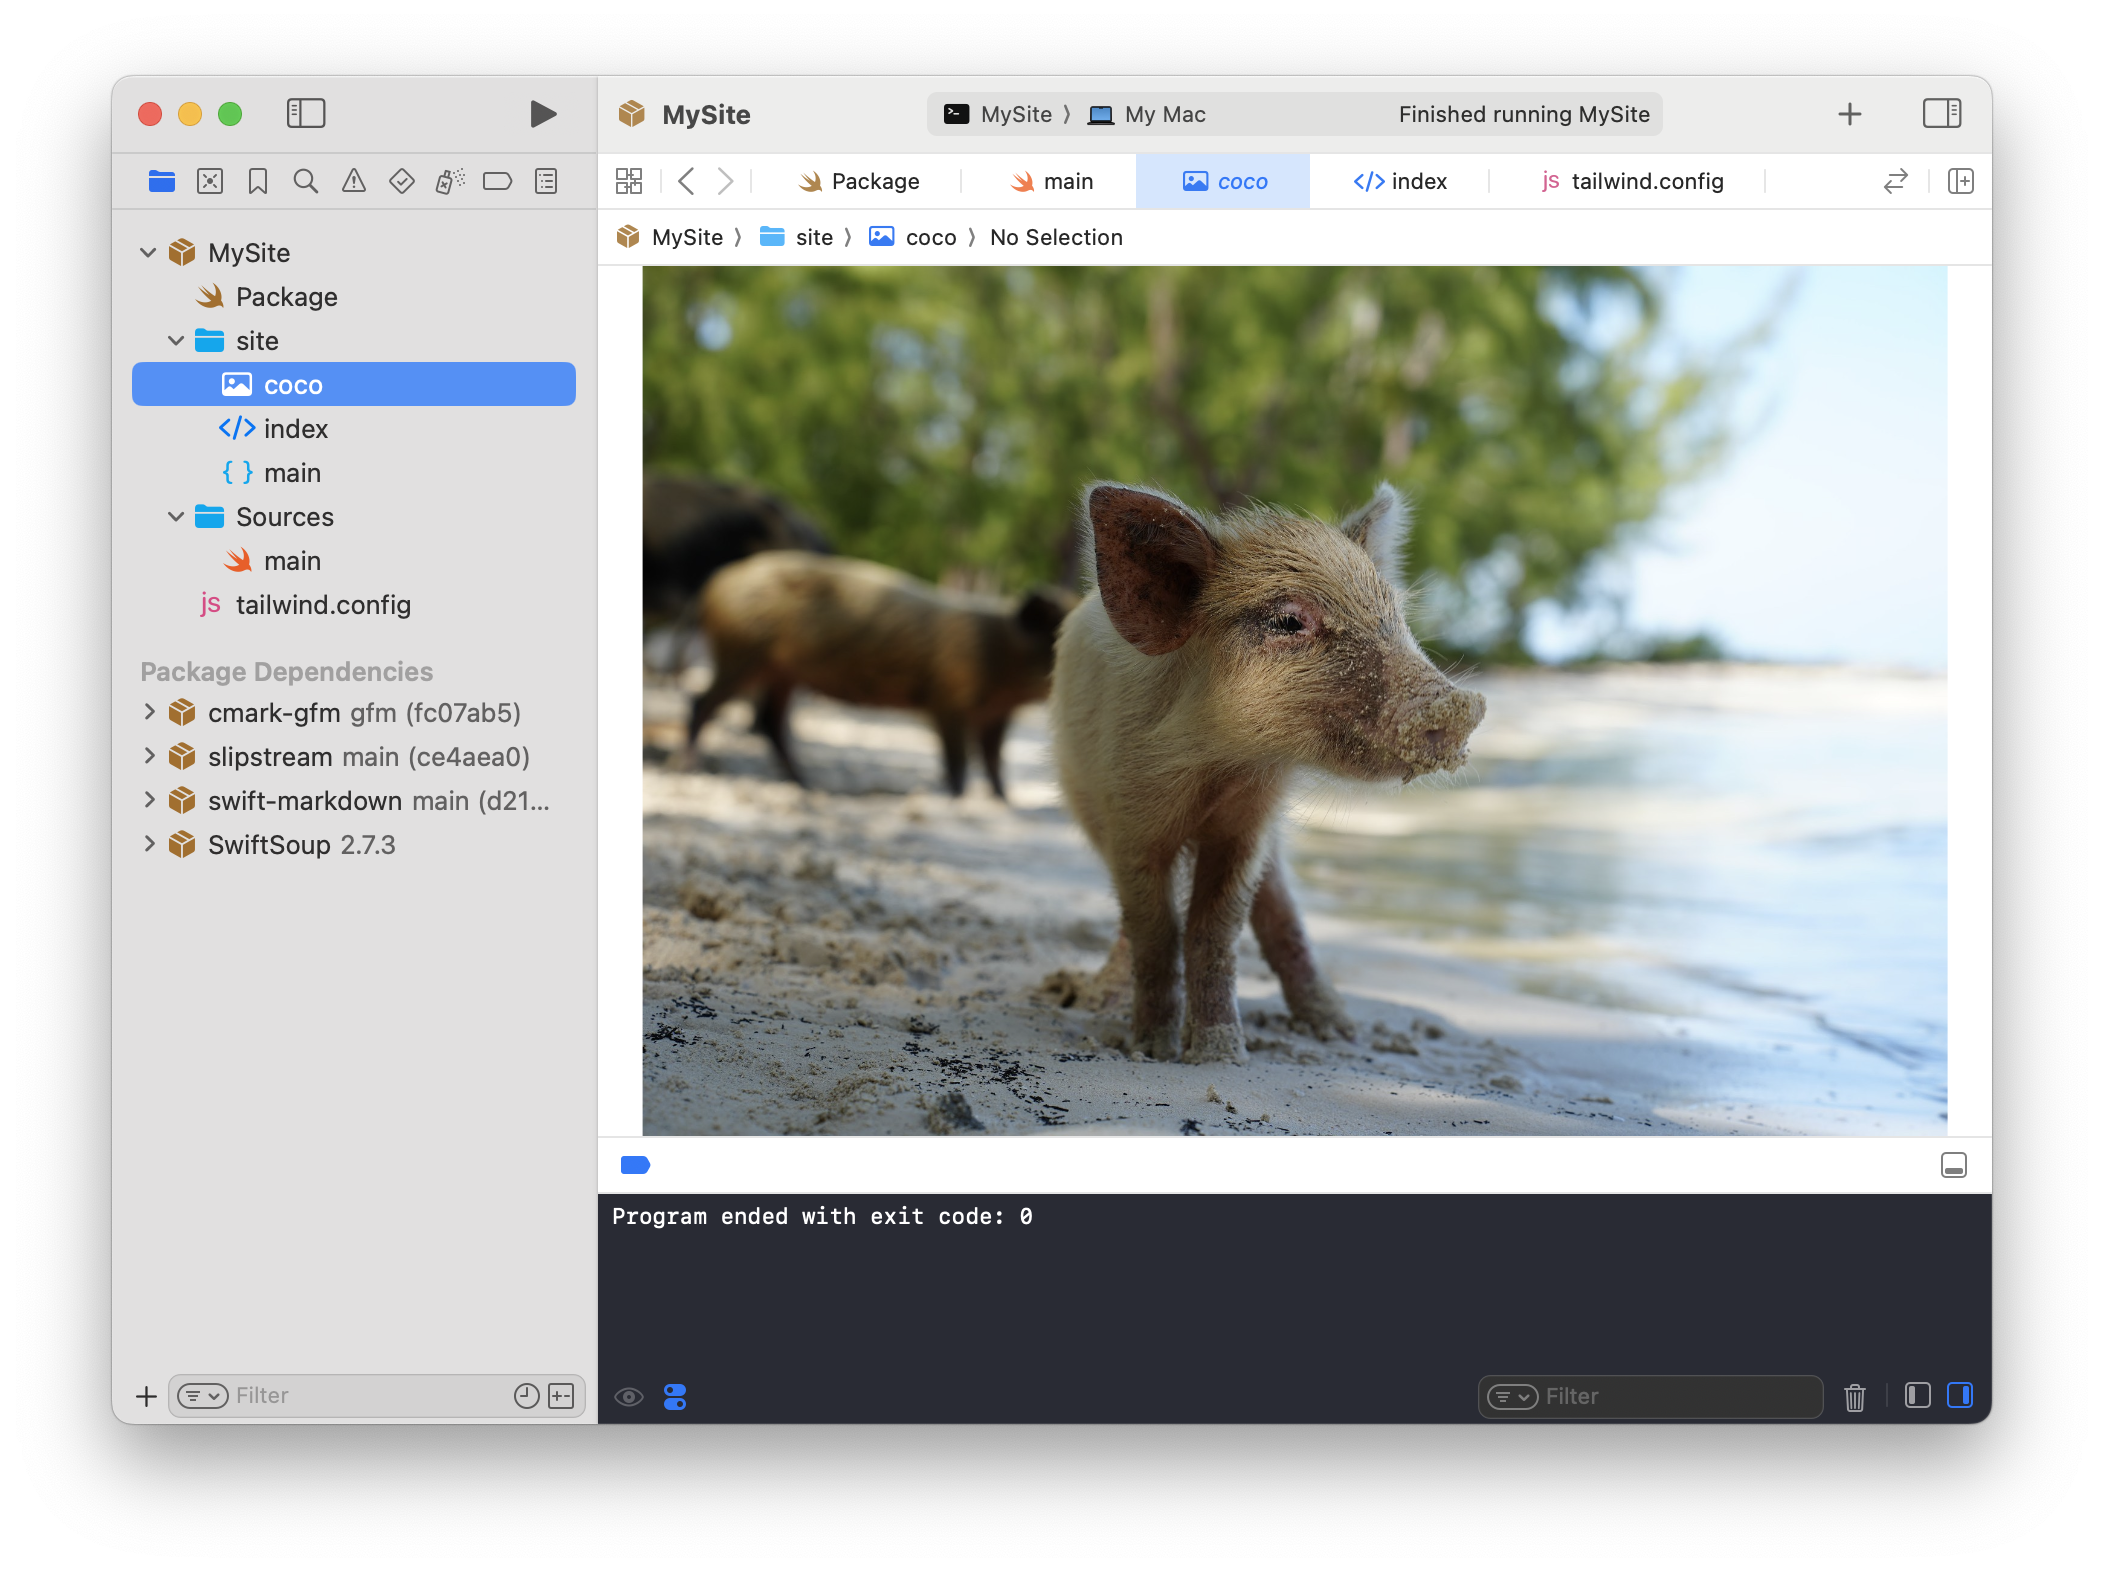 MySite
MySite 〉 My Mac
Finished running MySite
Package
main
coco
index
js tailwind.config
MySite 〉 site 〉 coco 〉 No Selection
MySite
Package
site
coco
index
main
Sources
main
js tailwind.config
Package Dependencies
cmark-gfm gfm (fc07ab5)
slipstream main (ce4aea0)
swift-markdown main (d21...
SwiftSoup 2.7.3
Filter
Program ended with exit code: 0
Filter